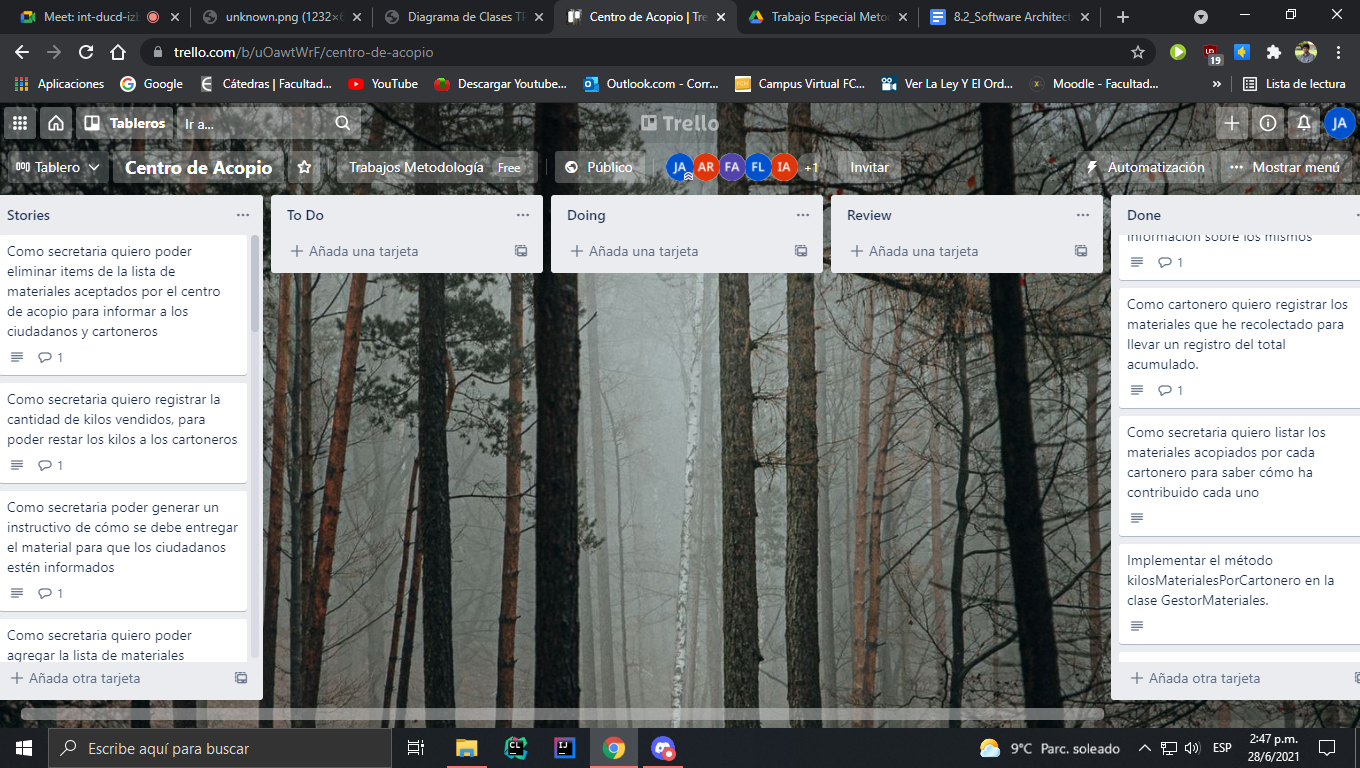 Meet: int-ducd-iz
unknown.png (1232×
Diagrama de Clases TP
Centro de Acopio | Tre
Trabajo Especial Meto
8.2_Software Architect
trello.com/b/uOawtWrF/centro-de-acopio
19
Aplicaciones
Google
Cátedras | Facultad...
YouTube
Descargar Youtube...
Outlook.com - Corr...
Campus Virtual FC...
Ver La Ley Y El Ord...
Moodle - Facultad...
»
Lista de lectura
Tableros
Ir a...
Trello
JA
Tablero
Centro de Acopio
Trabajos Metodología Free
Público
JA AR FA FL IA +1
Invitar
Automatización
Mostrar menú
Stories
Como secretaria quiero poder
eliminar items de la lista de
materiales aceptados por el centro
de acopio para informar a los
ciudadanos y cartoneros
1
Como secretaria quiero registrar la
cantidad de kilos vendidos, para
poder restar los kilos a los cartoneros
1
Como secretaria poder generar un
instructivo de cómo se debe entregar
el material para que los ciudadanos
estén informados
1
Como secretaria quiero poder
agregar la lista de materiales
+ Añada otra tarjeta
To Do
+ Añada una tarjeta
Doing
+ Añada una tarjeta
Review
+ Añada una tarjeta
Done
información sobre los mismos
1
Como cartonero quiero registrar los
materiales que he recolectado para
llevar un registro del total
acumulado.
1
Como secretaria quiero listar los
materiales acopiados por cada
cartonero para saber cómo ha
contribuido cada uno
Implementar el método
kilosMaterialesPorCartonero en la
clase GestorMateriales.
+ Añada otra tarjeta
Escribe aquí para buscar
CL
IJ
9°C Parc. soleado
ESP
2:47 p.m.
28/6/2021